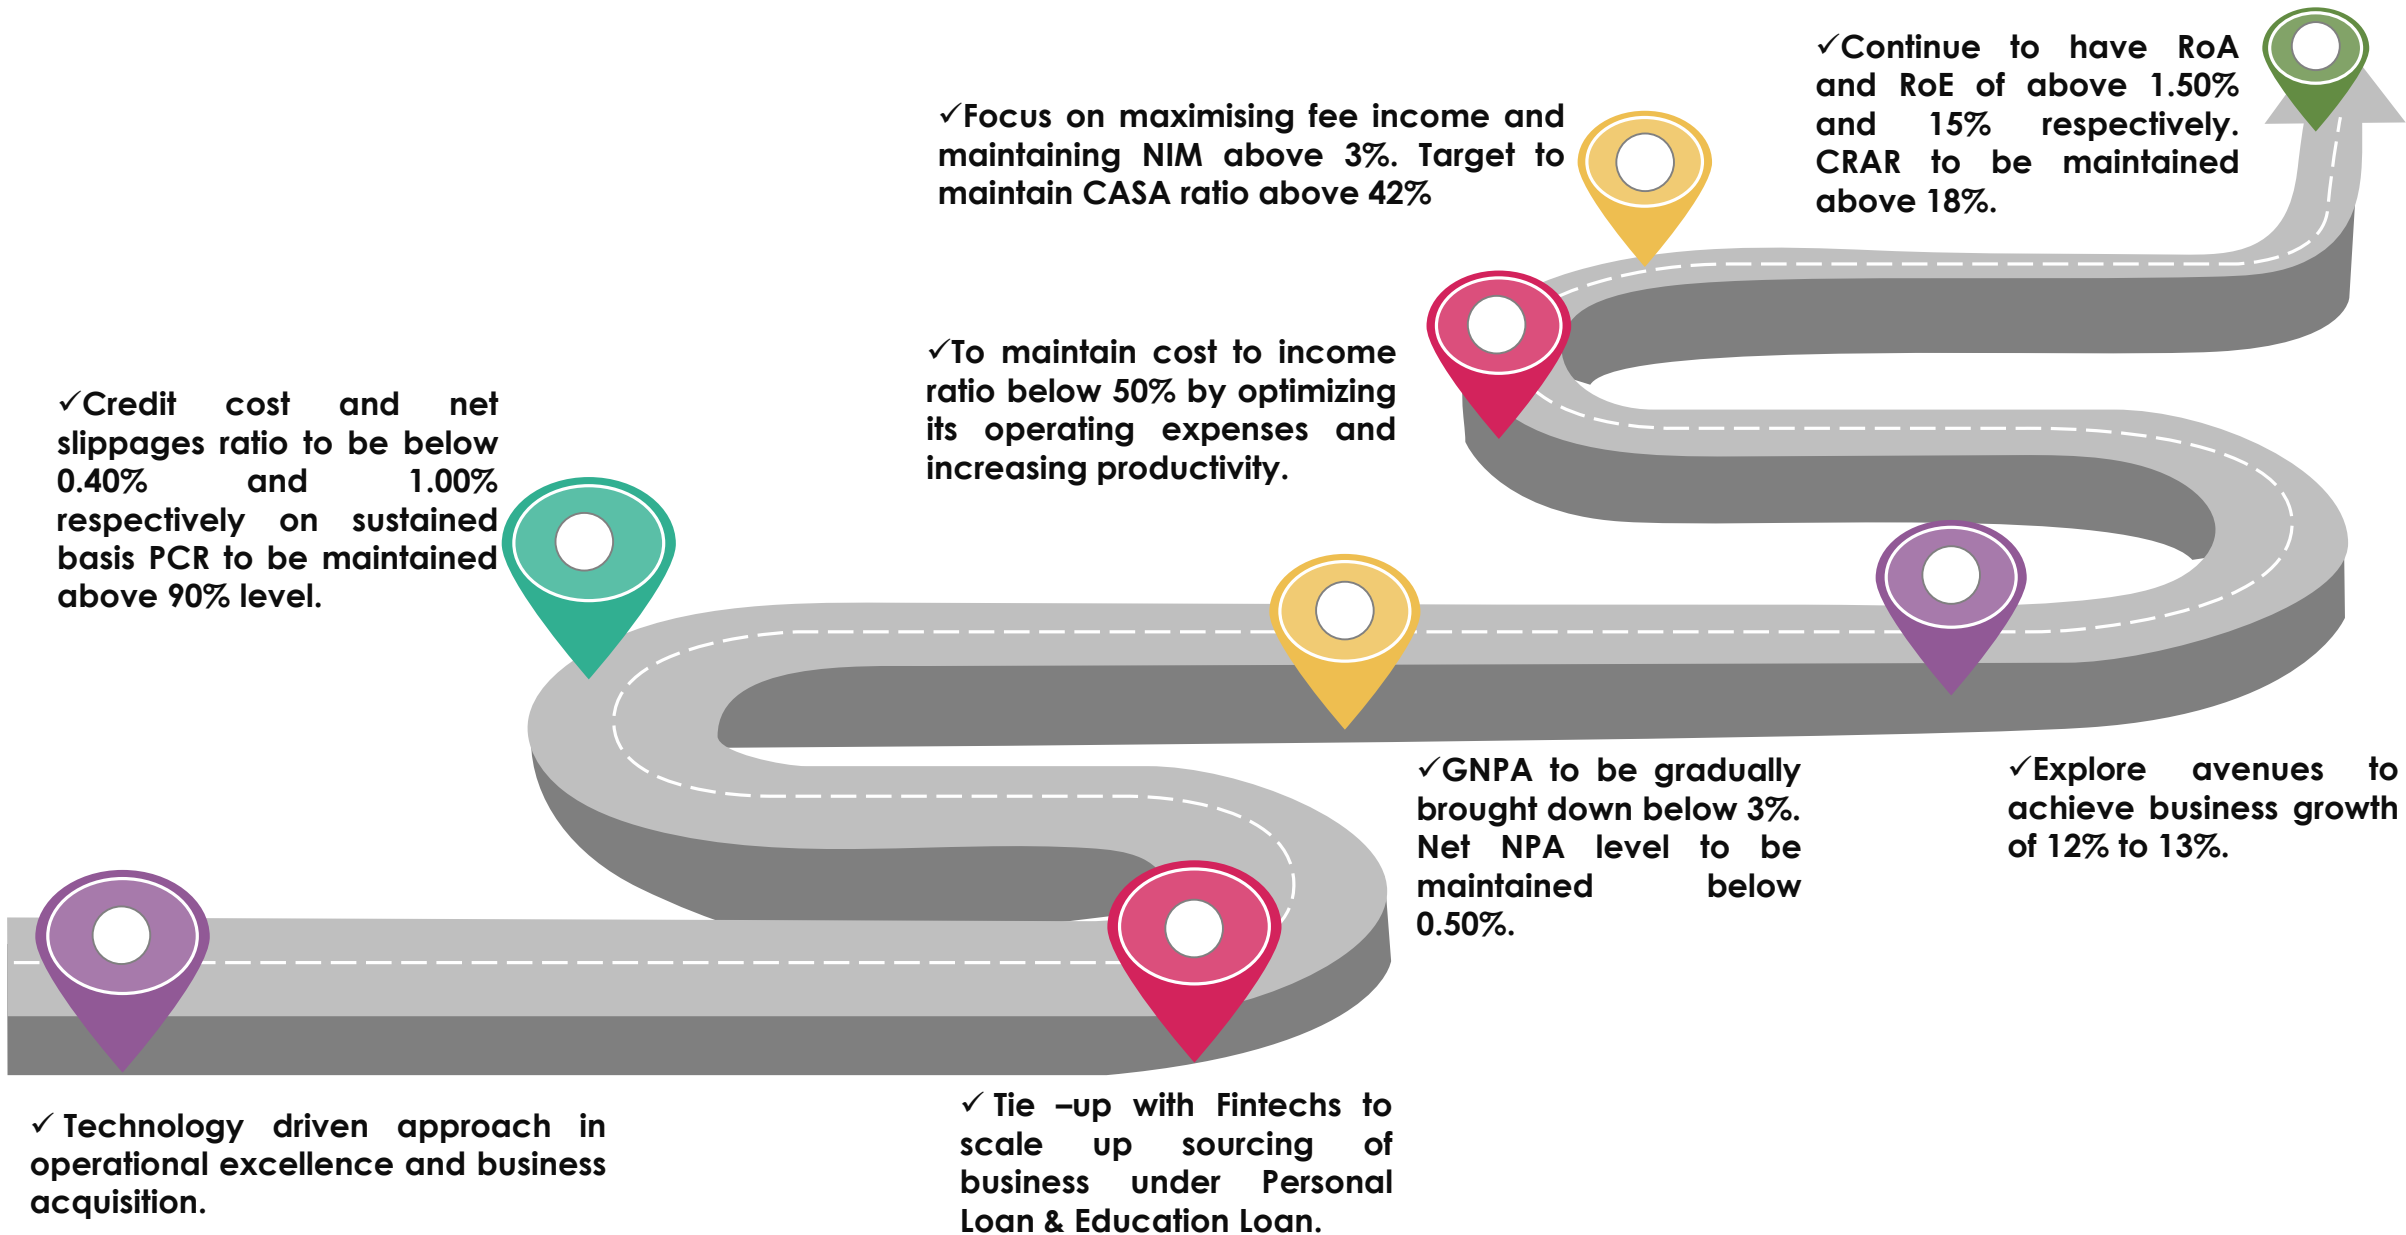 ✓Continue to have RoA
and RoE of above 1.50%
and 15% respectively.
CRAR to be maintained
above 18%.
✓Focus on maximising fee income and
maintaining NIM above 3%. Target to
maintain CASA ratio above 42%
✓To maintain cost to income
ratio below 50% by optimizing
its operating expenses and
increasing productivity.
✓Credit cost and net
slippages ratio to be below
0.40% and 1.00%
respectively on sustained
basis PCR to be maintained
above 90% level.
✓GNPA to be gradually
brought down below 3%.
Net NPA level to be
maintained below
0.50%.
✓Explore avenues to
achieve business growth
of 12% to 13%.
✓ Technology driven approach in
operational excellence and business
acquisition.
✓ Tie –up with Fintechs to
scale up sourcing of
business under Personal
Loan & Education Loan.